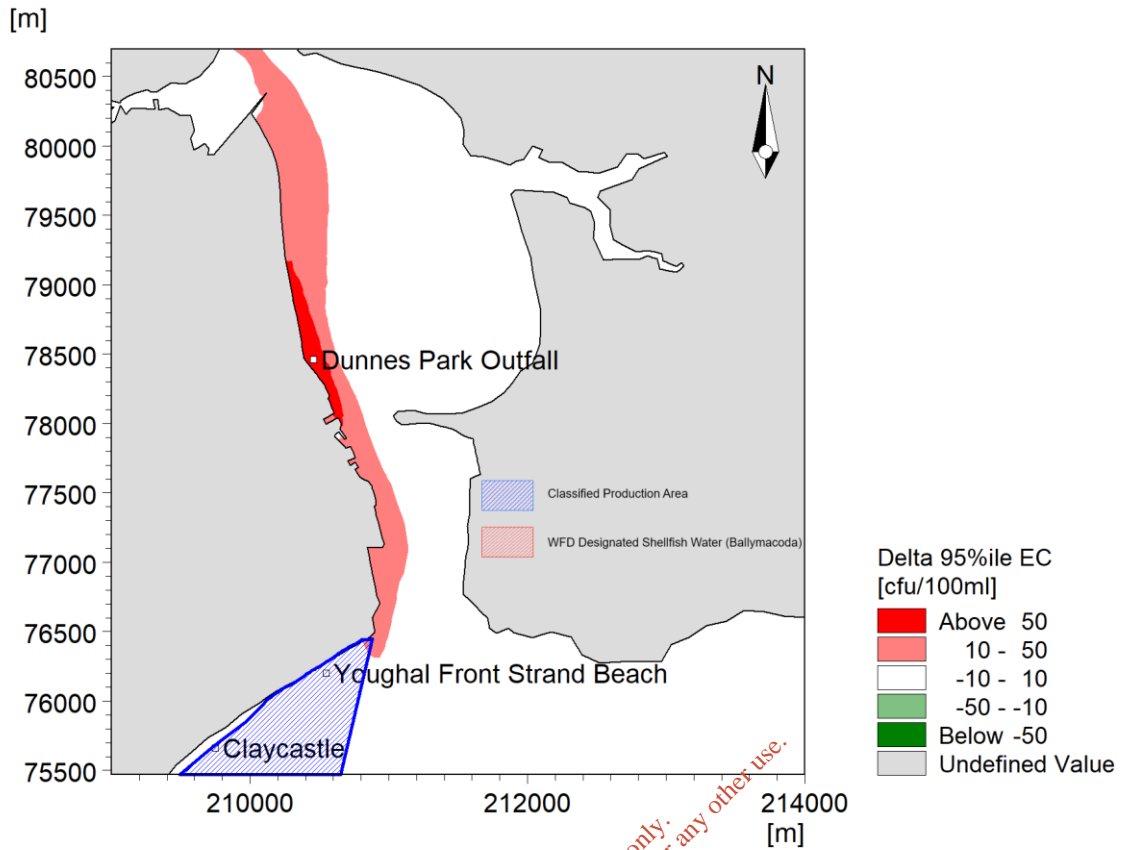 [m]
80500
80000
79500
79000
78500
78000
77500
77000
76500
76000
75500
N
Dunnes Park Outfall
Classified Production Area
WFD Designated Shellfish Water (Ballymacoda)
Youghal Front Strand Beach
Claycastle
210000
212000
214000
[m]
Delta 95%ile EC
[cfu/100ml]
Above 50
10 - 50
-10 - 10
-50 - -10
Below -50
Undefined Value
only.
any other use.